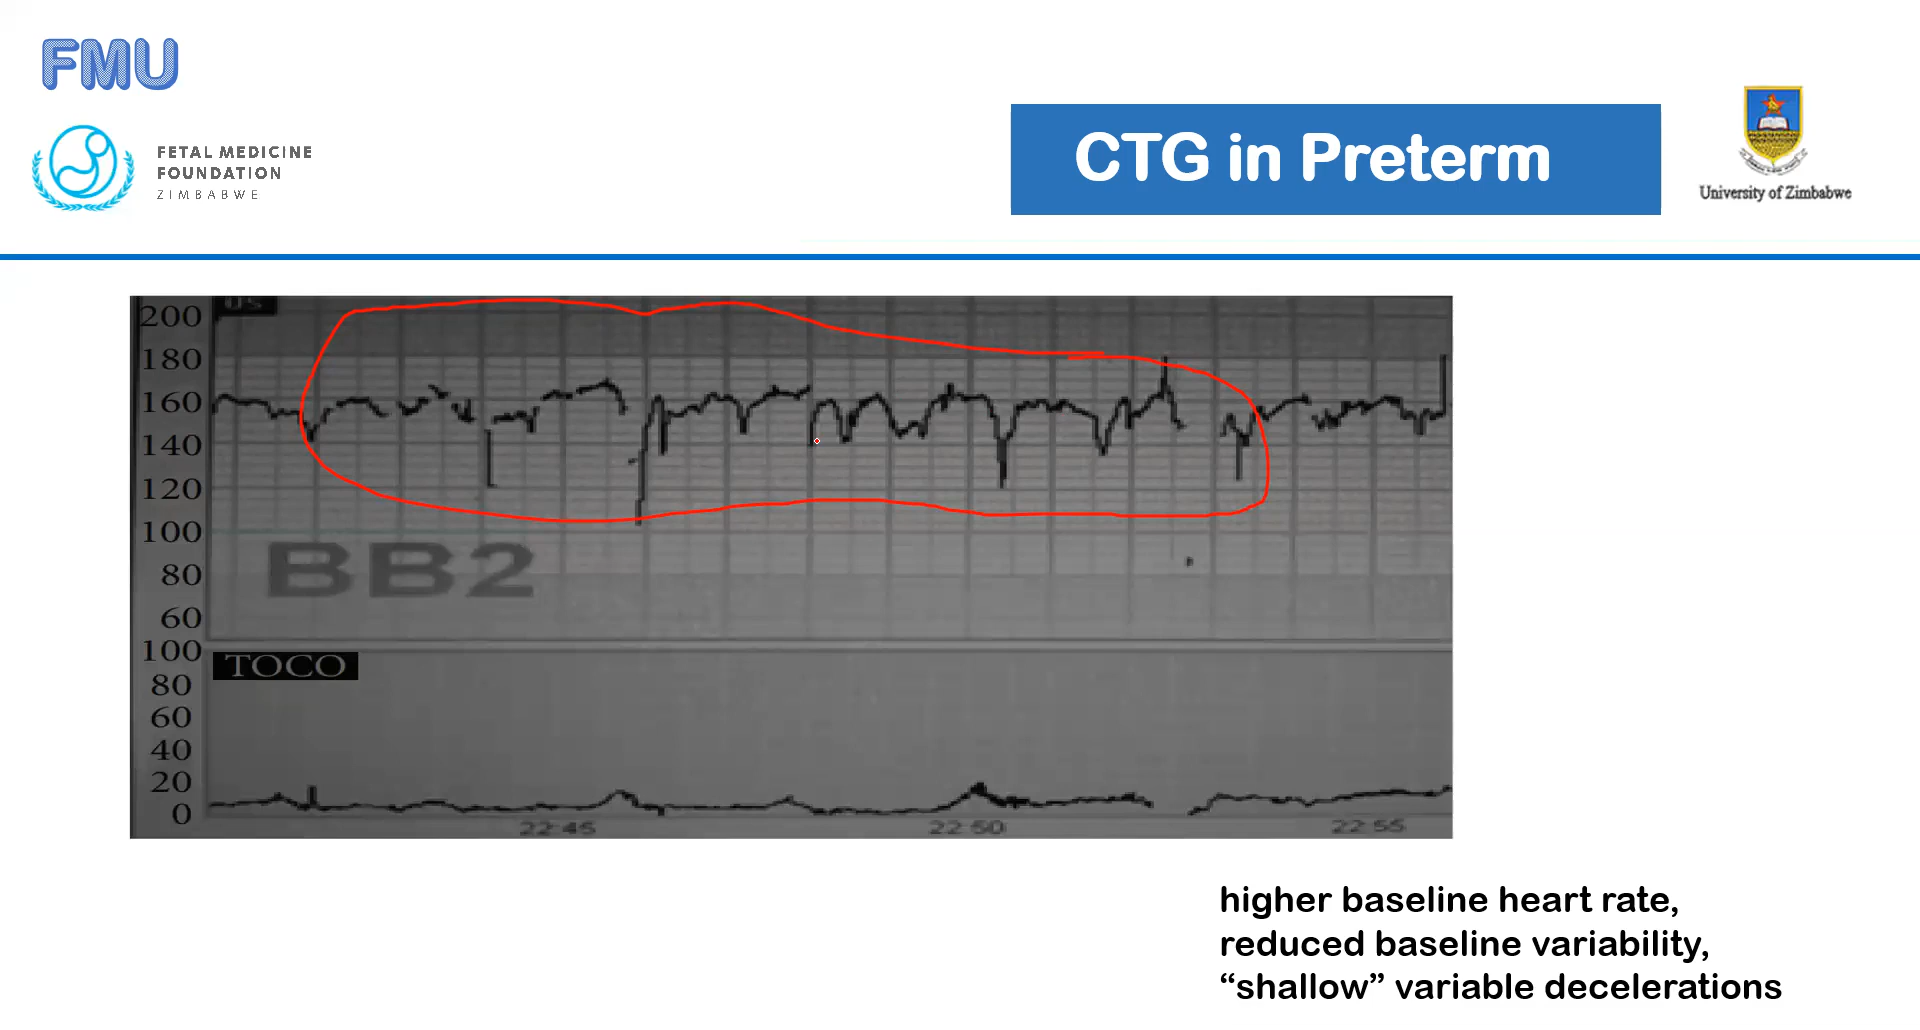 FMU
FETAL MEDICINE
FOUNDATION
ZIMBABWE
CTG in Preterm
University of Zimbabwe
US
200
180
160
140
120
100
80
60
BB2
100
TOCO
80
60
40
20
0
22:45
22:50
22:55
higher baseline heart rate,
reduced baseline variability,
“shallow” variable decelerations